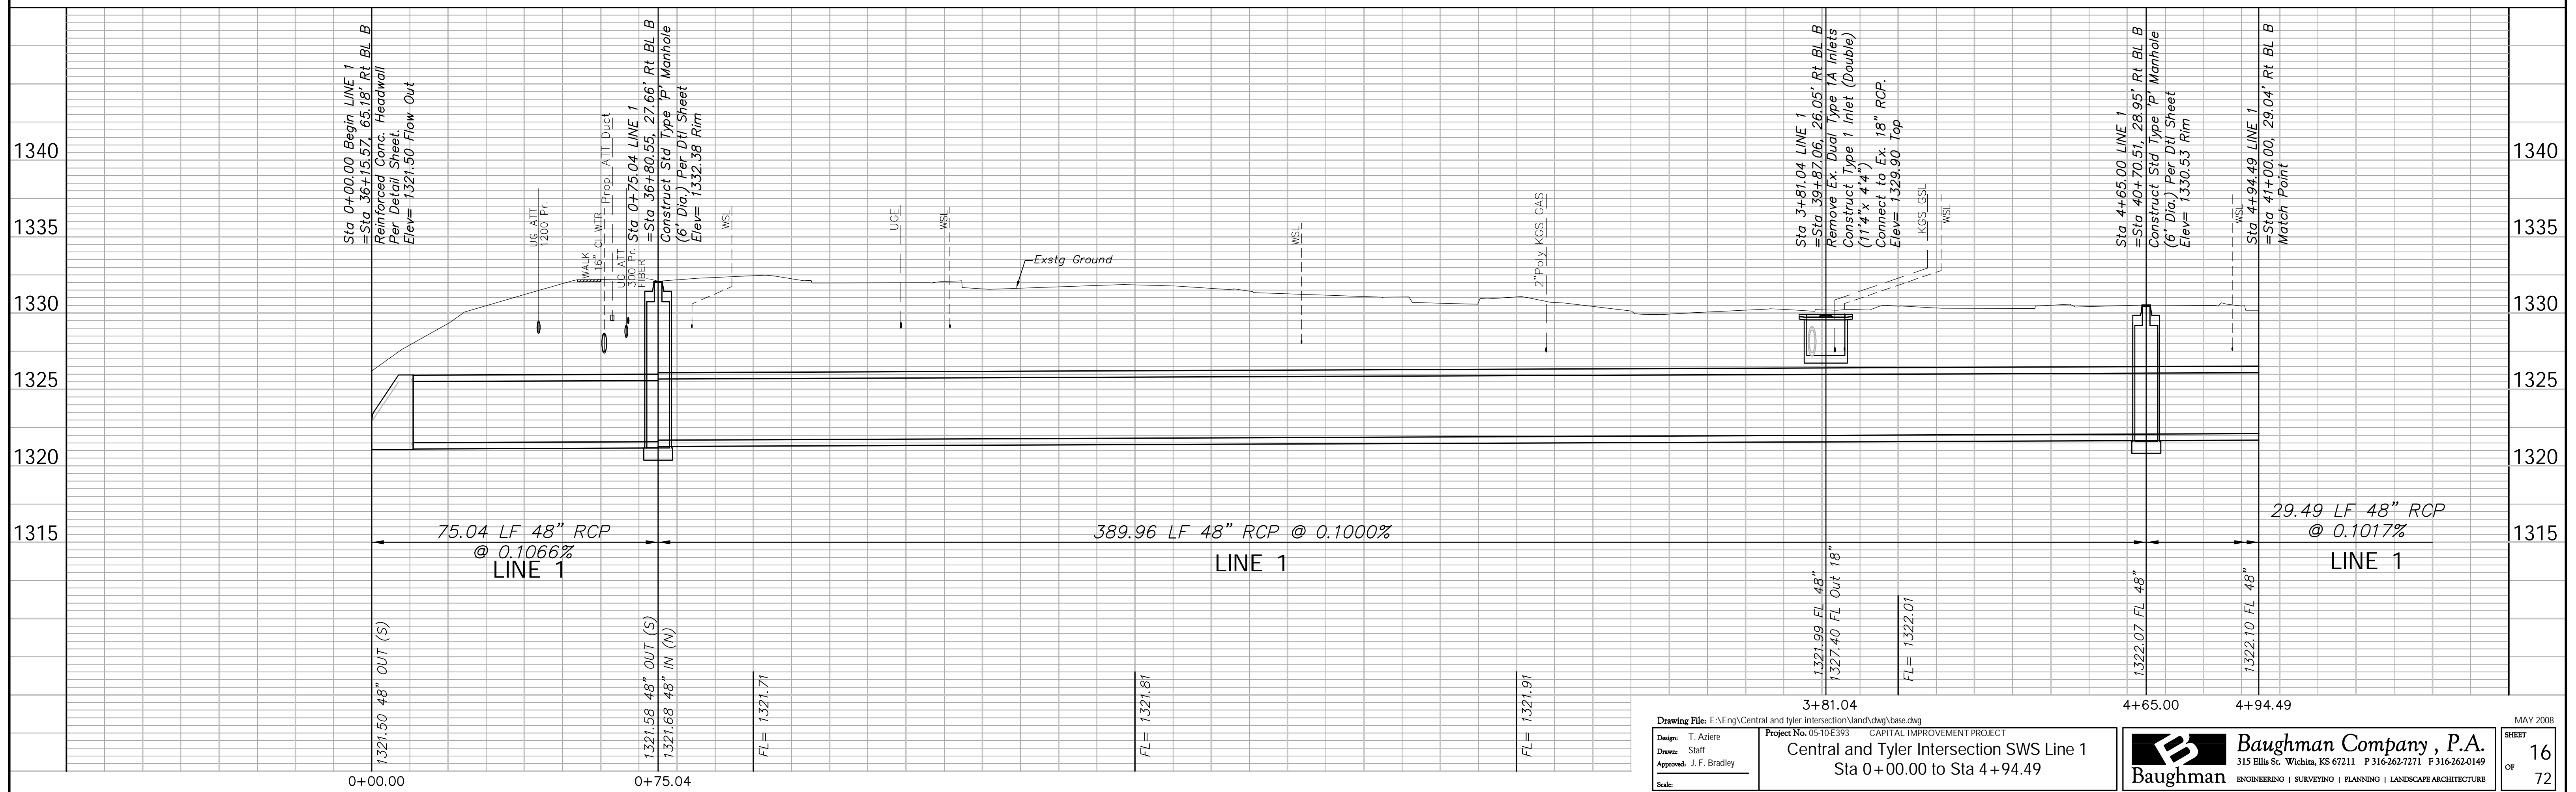 Sta 0+00.00 Begin LINE 1
=Sta 36+15.57, 65.18' Rt BL B
Reinforced Conc. Headwall
Per Detail Sheet.
Elev= 1321.50 Flow Out
UG ATT
1200 Pr.
WALK
16" CI WTR
Prop. ATT Duct
UG ATT
300 Pr.
FIBER
Sta 0+75.04 LINE 1
=Sta 36+80.55, 27.66' Rt BL B
Construct Std Type 'P' Manhole
(6' Dia.) Per Dtl Sheet
Elev= 1332.38 Rim
WSL
UGE
WSL
Exstg Ground
WSL
2"Poly KGS GAS
Sta 3+81.04 LINE 1
=Sta 39+87.06, 26.05' Rt BL B
Remove Ex. Dual Type 1A Inlets
Construct Type 1 Inlet (Double)
(11'4"x 4'4")
Connect to Ex. 18" RCP.
Elev= 1329.90 Top
KGS GSL
WSL
Sta 4+65.00 LINE 1
=Sta 40+70.51, 28.95' Rt BL B
Construct Std Type 'P' Manhole
(6' Dia.) Per Dtl Sheet
Elev= 1330.53 Rim
WSL
Sta 4+94.49 LINE 1
=Sta 41+00.00, 29.04' Rt BL B
Match Point
1340
1335
1330
1325
1320
1315
1340
1335
1330
1325
1320
1315
75.04 LF 48" RCP
@ 0.1066%
LINE 1
389.96 LF 48" RCP @ 0.1000%
LINE 1
29.49 LF 48" RCP
@ 0.1017%
LINE 1
1321.50 48" OUT (S)
1321.58 48" OUT (S)
1321.68 48" IN (N)
FL= 1321.71
FL= 1321.81
FL= 1321.91
1321.99 FL 48"
1327.40 FL Out 18"
FL= 1322.01
1322.07 FL 48"
1322.10 FL 48"
0+00.00
0+75.04
3+81.04
4+65.00
4+94.49
Drawing File: E:\Eng\Central and tyler intersection\land\dwg\base.dwg
MAY 2008
Design: T. Aziere
Drawn: Staff
Approved: J. F. Bradley
Scale:
Project No. 05-10-E393 CAPITAL IMPROVEMENT PROJECT
Central and Tyler Intersection SWS Line 1
Sta 0+00.00 to Sta 4+94.49
Baughman
Baughman Company, P.A.
315 Ellis St. Wichita, KS 67211 P 316-262-7271 F 316-262-0149
ENGINEERING | SURVEYING | PLANNING | LANDSCAPE ARCHITECTURE
SHEET
16
OF
72